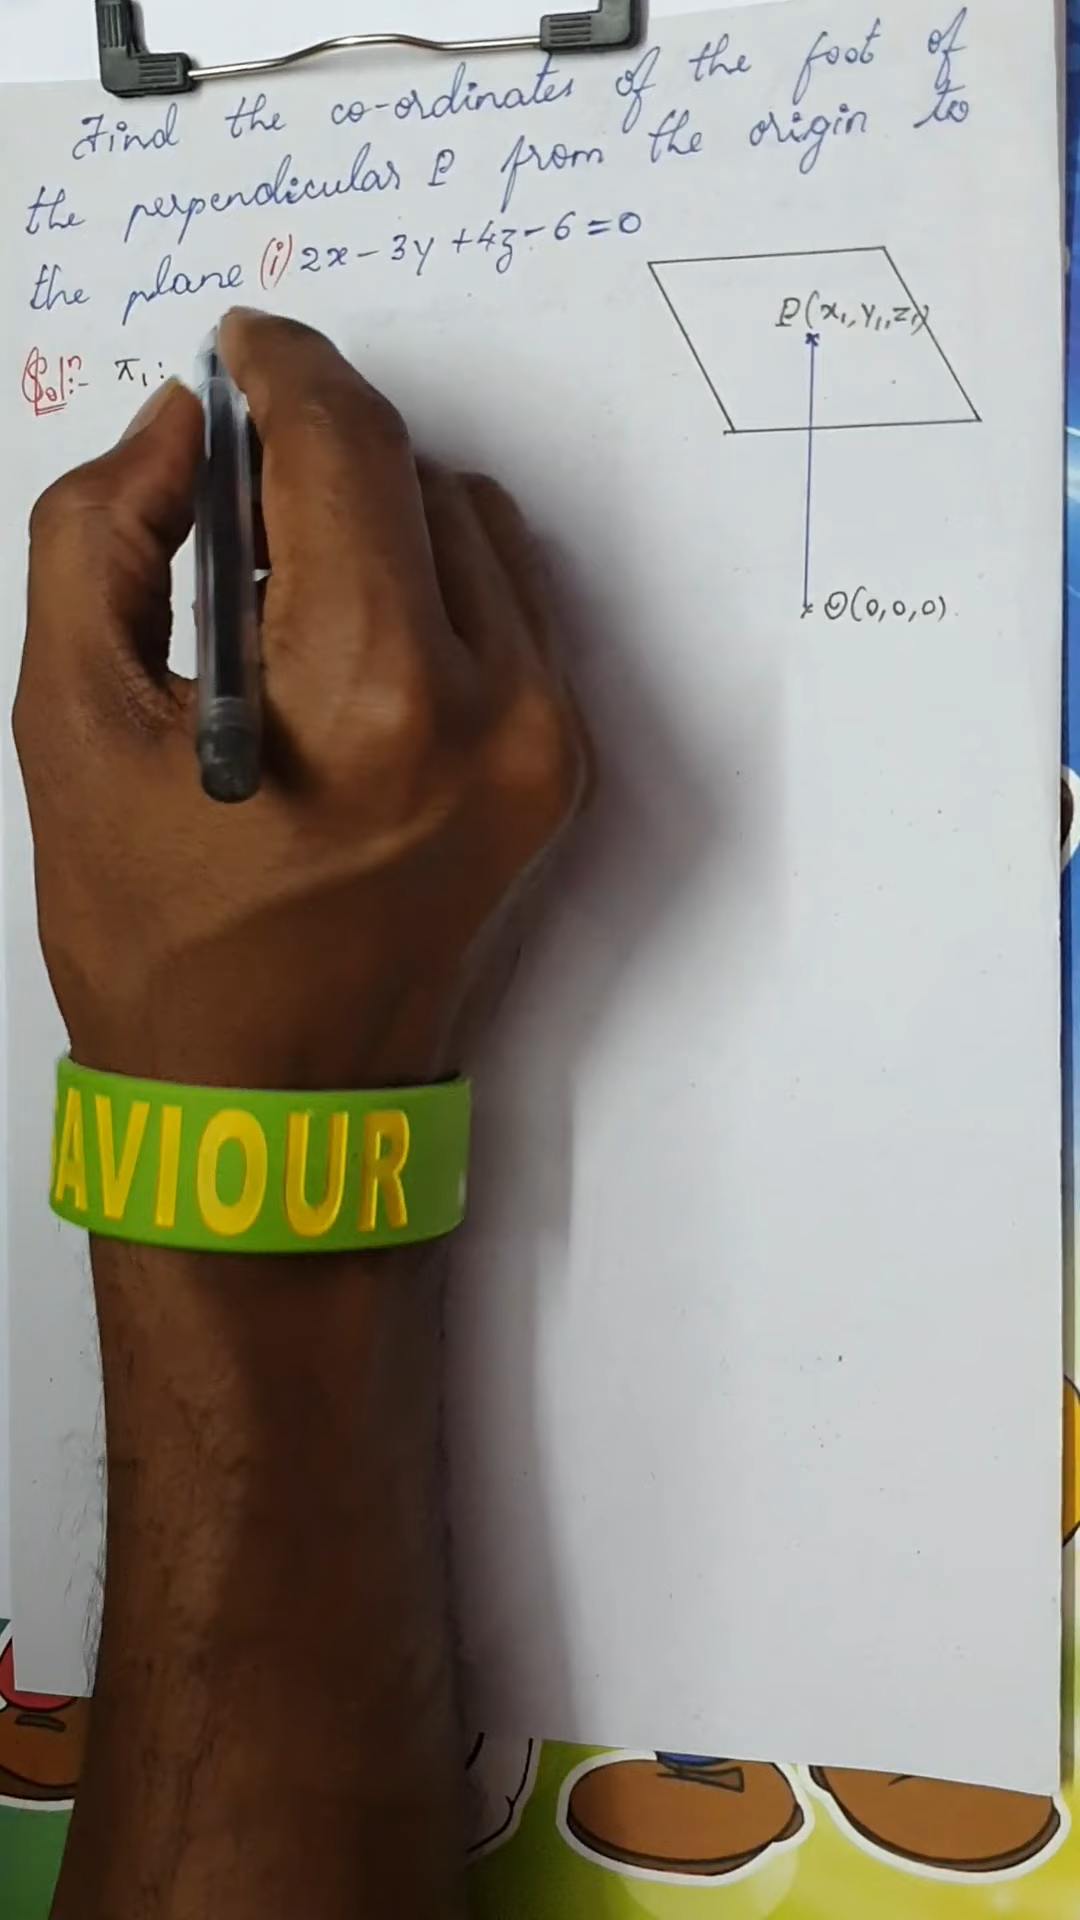 Find the co-ordinates of the foot of
the perpendicular P from the origin to
the plane (i) 2x - 3y + 4z - 6 = 0
P(x₁, y₁, z₁)
Solⁿ:- π₁:
O(0,0,0).
AVIOUR